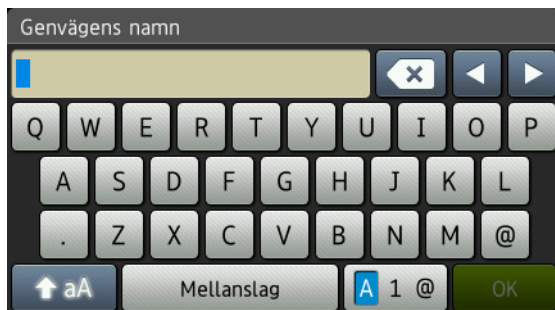 Genvägens namn
Q W E R T Y U I O P
A S D F G H J K L
. Z X C V B N M @
aA Mellanslag A 1 @ OK